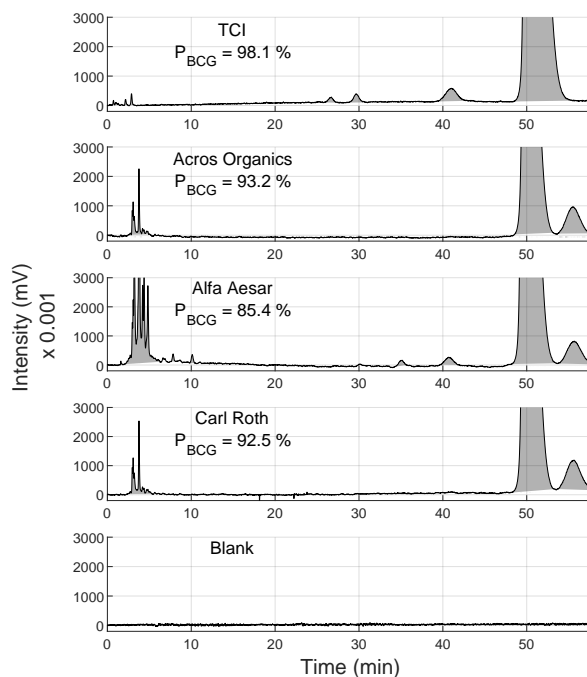 3000
TCI
2000
P_BCG = 98.1 %
1000
0
0 10 20 30 40 50
3000
Acros Organics
2000
P_BCG = 93.2 %
1000
0
0 10 20 30 40 50
3000
Alfa Aesar
2000
P_BCG = 85.4 %
1000
0
0 10 20 30 40 50
3000
Carl Roth
2000
P_BCG = 92.5 %
1000
0
0 10 20 30 40 50
3000
Blank
2000
1000
0
0 10 20 30 40 50
Time (min)
Intensity (mV)
x 0.001